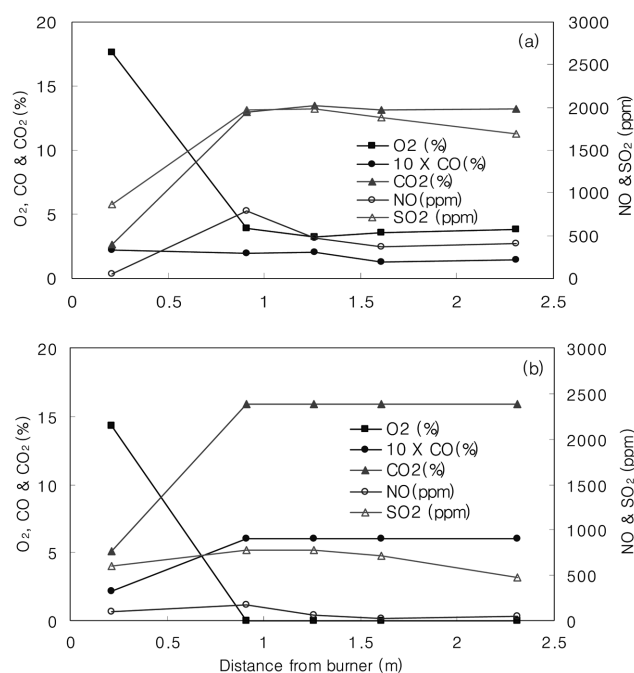 (a)
O₂, CO & CO₂ (%)
20
15
10
5
0
NO & SO₂ (ppm)
3000
2500
2000
1500
1000
500
0
O2 (%)
10 X CO(%)
CO2(%)
NO(ppm)
SO2 (ppm)
0 0.5 1 1.5 2 2.5
(b)
O₂, CO & CO₂ (%)
20
15
10
5
0
NO & SO₂ (ppm)
3000
2500
2000
1500
1000
500
0
O2 (%)
10 X CO(%)
CO2(%)
NO(ppm)
SO2 (ppm)
0 0.5 1 1.5 2 2.5
Distance from burner (m)